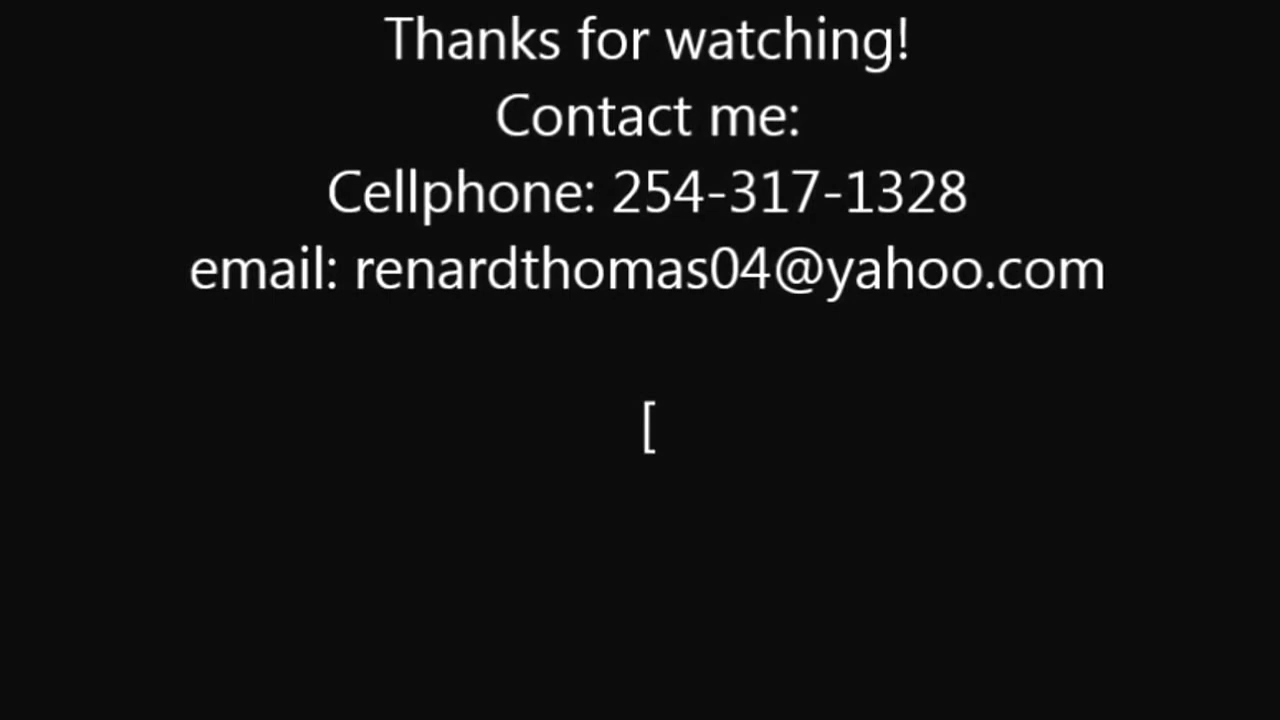 Thanks for watching!
Contact me:
Cellphone: 254-317-1328
email: renardthomas04@yahoo.com
[